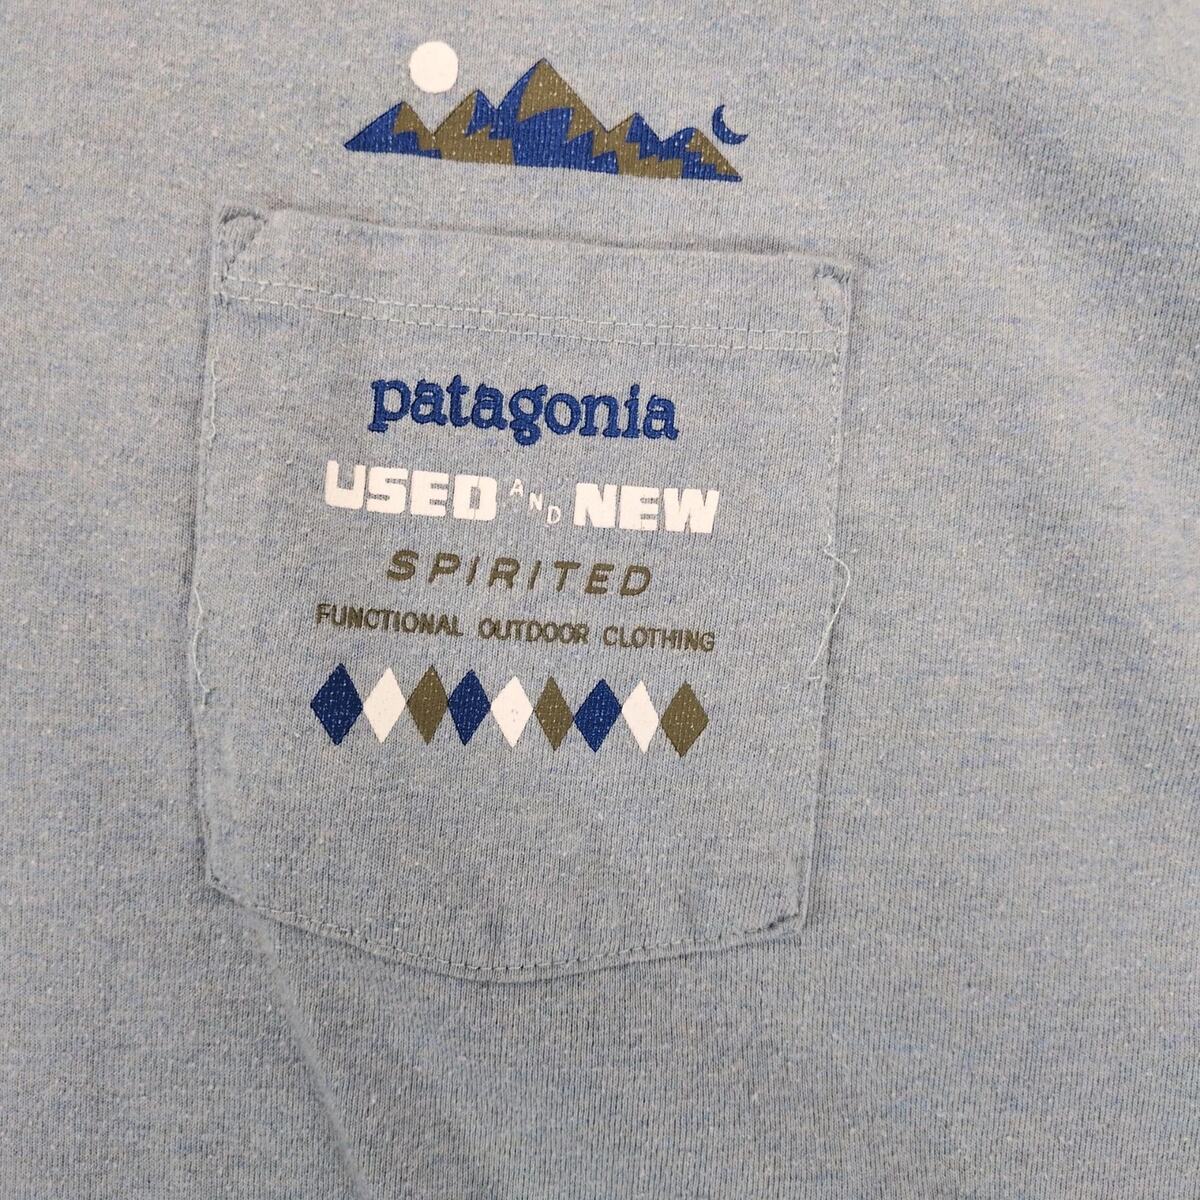 patagonia
USED AND NEW
SPIRITED
FUNCTIONAL OUTDOOR CLOTHING